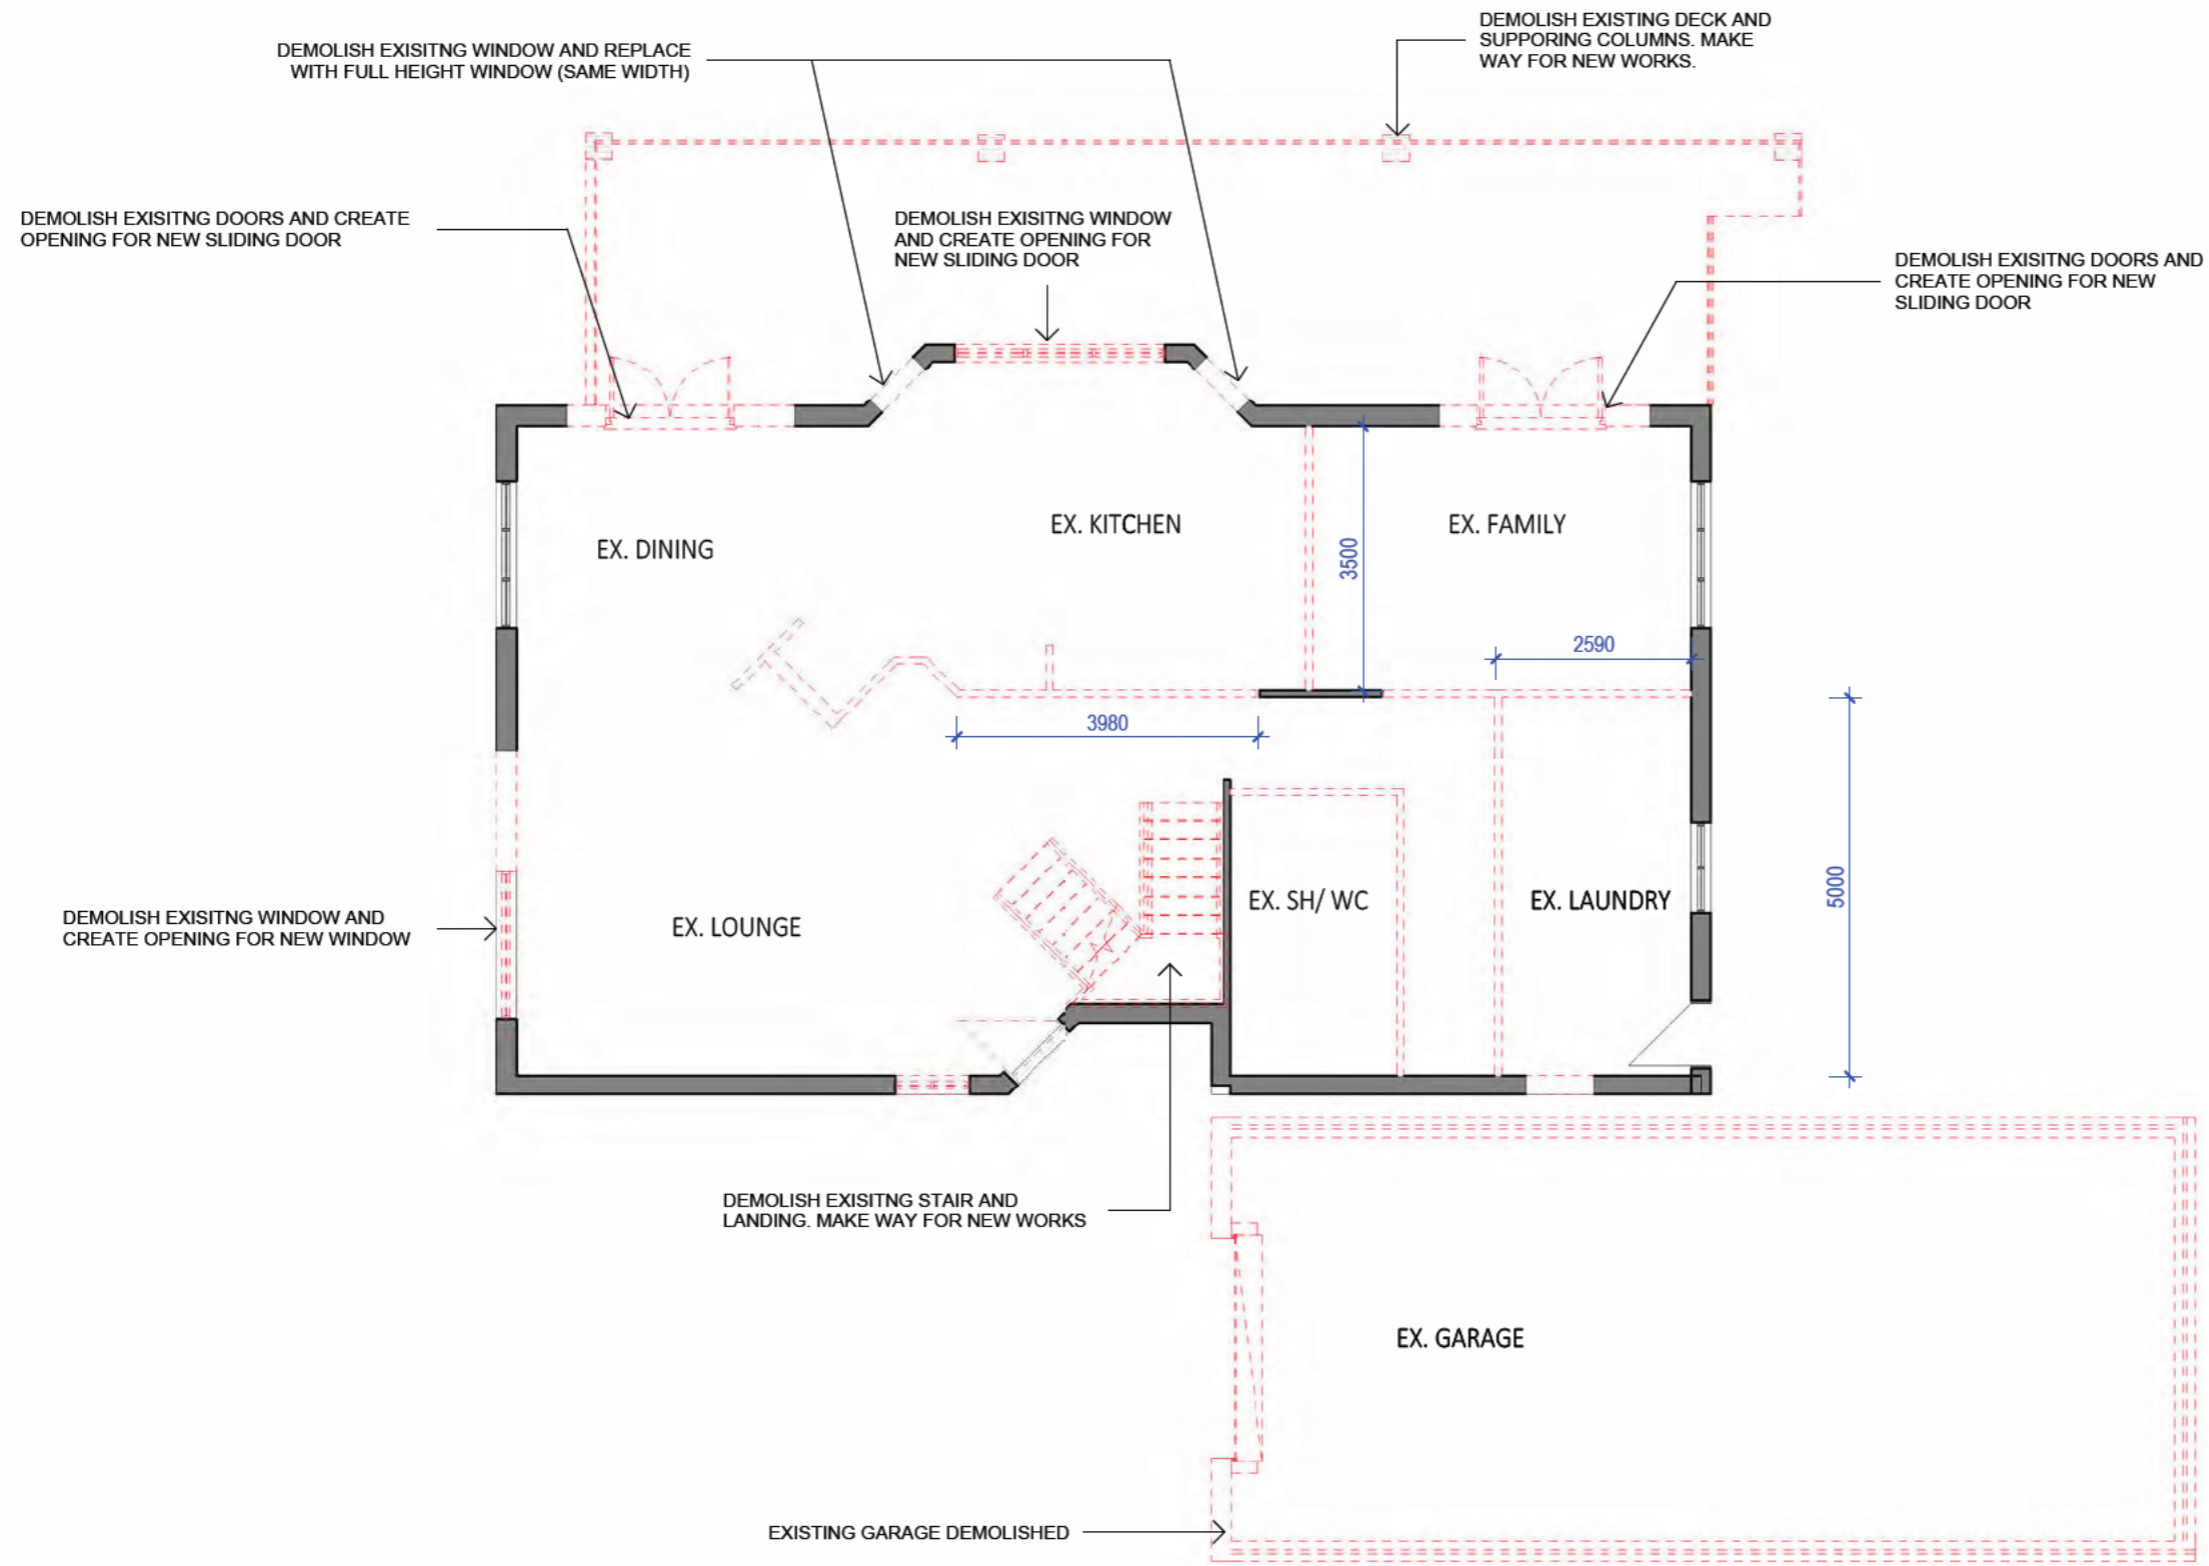 DEMOLISH EXISTING DECK AND
SUPPORING COLUMNS. MAKE
WAY FOR NEW WORKS.
DEMOLISH EXISITNG WINDOW AND REPLACE
WITH FULL HEIGHT WINDOW (SAME WIDTH)
DEMOLISH EXISITNG DOORS AND CREATE
OPENING FOR NEW SLIDING DOOR
DEMOLISH EXISITNG WINDOW
AND CREATE OPENING FOR
NEW SLIDING DOOR
DEMOLISH EXISITNG DOORS AND
CREATE OPENING FOR NEW
SLIDING DOOR
EX. DINING
EX. KITCHEN
3500
EX. FAMILY
2590
3980
EX. LOUNGE
EX. SH/ WC
EX. LAUNDRY
5000
DEMOLISH EXISITNG WINDOW AND
CREATE OPENING FOR NEW WINDOW
DEMOLISH EXISITNG STAIR AND
LANDING. MAKE WAY FOR NEW WORKS
EX. GARAGE
EXISTING GARAGE DEMOLISHED